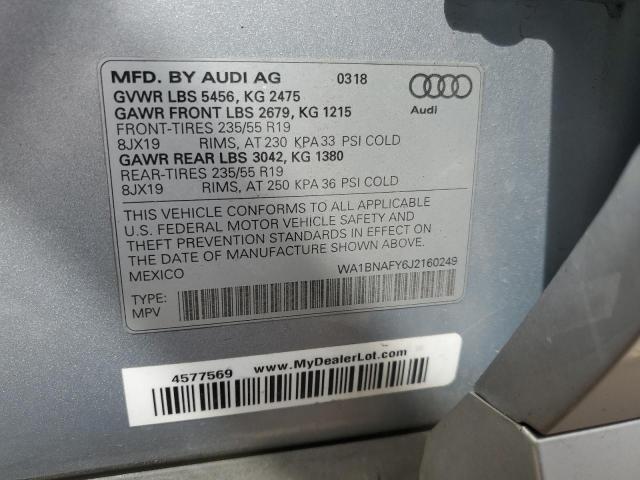 MFD. BY AUDI AG 0318
GVWR LBS 5456, KG 2475
Audi
GAWR FRONT LBS 2679, KG 1215
FRONT-TIRES 235/55 R19
8JX19 RIMS, AT 230 KPA 33 PSI COLD
GAWR REAR LBS 3042, KG 1380
REAR-TIRES 235/55 R19
8JX19 RIMS, AT 250 KPA 36 PSI COLD
THIS VEHICLE CONFORMS TO ALL APPLICABLE
U.S. FEDERAL MOTOR VEHICLE SAFETY AND
THEFT PREVENTION STANDARDS IN EFFECT ON
THE DATE OF MANUFACTURE SHOWN ABOVE.
MEXICO WA1BNAFY6J2160249
TYPE:
MPV
4577569 www.MyDealerLot.com